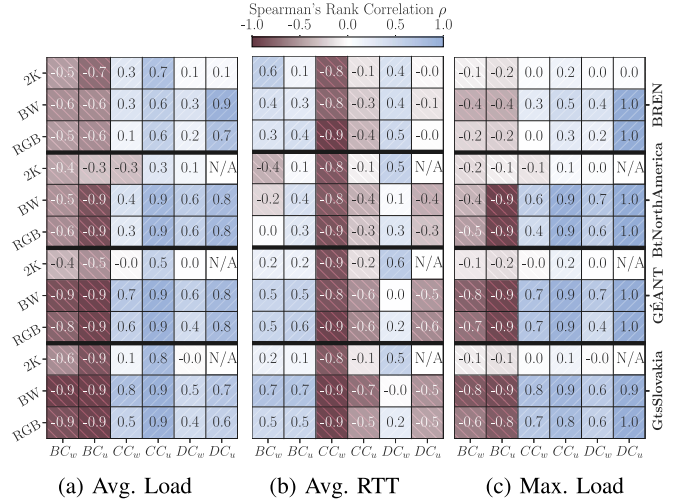 Spearman's Rank Correlation ρ
-1.0 -0.5 0.0 0.5 1.0
2K -0.5 -0.7 0.3 0.7 0.1 0.1 0.6 0.1 -0.8 -0.1 0.4 -0.0 -0.1 -0.2 0.0 0.2 0.0 0.0
BW -0.6 -0.6 0.3 0.6 0.3 0.9 0.4 0.3 -0.8 -0.3 0.2 -0.1 -0.4 -0.4 0.3 0.5 0.4 1.0
BREN
RGB -0.5 -0.6 0.1 0.6 0.2 0.7 0.3 0.4 -0.9 -0.4 0.5 -0.0 -0.2 -0.2 0.0 0.3 0.2 1.0
2K -0.4 -0.3 -0.3 0.3 0.1 N/A -0.4 0.1 -0.8 -0.1 0.5 N/A -0.2 -0.1 -0.1 0.1 0.0 N/A
BW -0.5 -0.9 0.4 0.9 0.6 0.8 -0.2 0.4 -0.8 -0.4 0.1 -0.4 -0.4 -0.9 0.6 0.9 0.7 1.0
BtNorthAmerica
RGB -0.6 -0.9 0.3 0.9 0.6 0.8 0.0 0.3 -0.9 -0.3 0.3 -0.3 -0.5 -0.9 0.4 0.9 0.6 1.0
2K -0.4 -0.5 -0.0 0.5 0.0 N/A 0.2 0.2 -0.9 -0.2 0.6 N/A -0.1 -0.2 -0.0 0.2 0.0 N/A
BW -0.9 -0.9 0.7 0.9 0.6 0.8 0.5 0.5 -0.8 -0.6 0.0 -0.5 -0.8 -0.9 0.7 0.9 0.7 1.0
GÉANT
RGB -0.8 -0.9 0.6 0.9 0.4 0.8 0.5 0.6 -0.9 -0.6 0.2 -0.6 -0.7 -0.9 0.7 0.9 0.4 1.0
2K -0.6 -0.9 0.1 0.8 -0.0 N/A 0.2 0.1 -0.8 -0.1 0.5 N/A -0.1 -0.1 0.0 0.1 -0.0 N/A
BW -0.9 -0.9 0.8 0.9 0.5 0.7 0.7 0.7 -0.9 -0.7 -0.0 -0.5 -0.8 -0.9 0.8 0.9 0.6 0.9
GtsSlovakia
RGB -0.9 -0.9 0.5 0.9 0.4 0.6 0.4 0.5 -0.9 -0.5 0.2 -0.5 -0.6 -0.9 0.7 0.8 0.6 1.0
BC_w BC_u CC_w CC_u DC_w DC_u BC_w BC_u CC_w CC_u DC_w DC_u BC_w BC_u CC_w CC_u DC_w DC_u
(a) Avg. Load (b) Avg. RTT (c) Max. Load